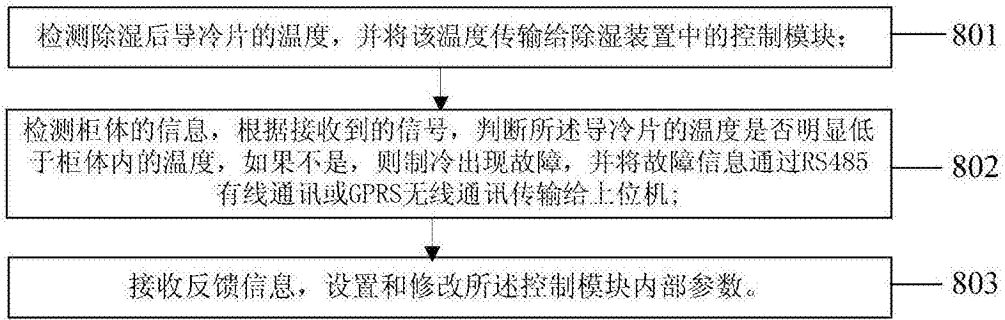 检测除湿后导冷片的温度，并将该温度传输给除湿装置中的控制模块；
801
检测柜体的信息，根据接收到的信号，判断所述导冷片的温度是否明显低
于柜体内的温度，如果不是，则制冷出现故障，并将故障信息通过RS485
有线通讯或GPRS无线通讯传输给上位机；
802
接收反馈信息，设置和修改所述控制模块内部参数。
803